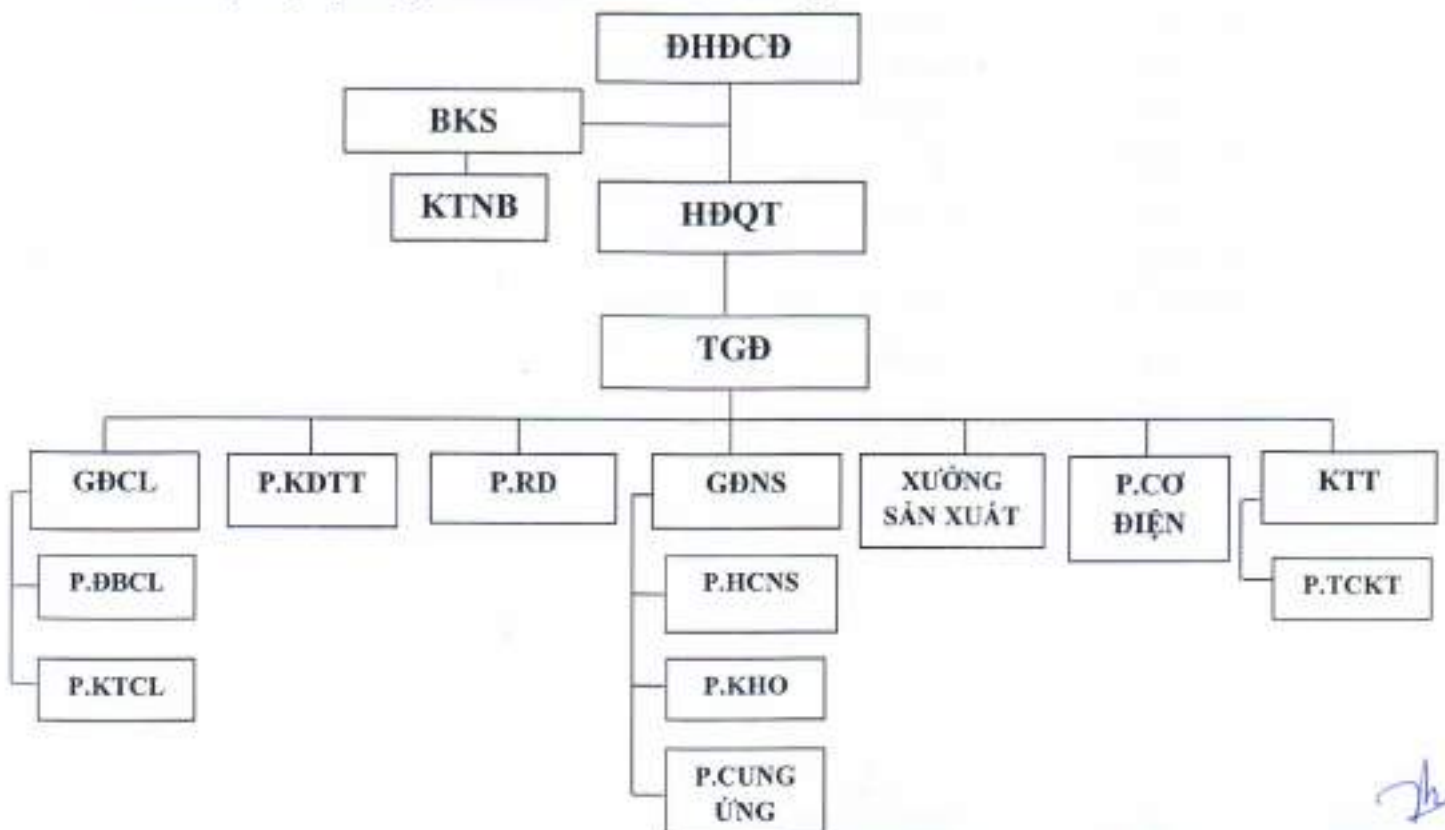 ĐHĐCĐ
BKS
KTNB
HĐQT
TGĐ
GĐCL
P.KDTT
P.RD
GĐNS
XƯỞNG
SẢN XUẤT
P.CƠ
ĐIỆN
KTT
P.ĐBCL
P.HCNS
P.TCKT
P.KTCL
P.KHO
P.CUNG
ỨNG